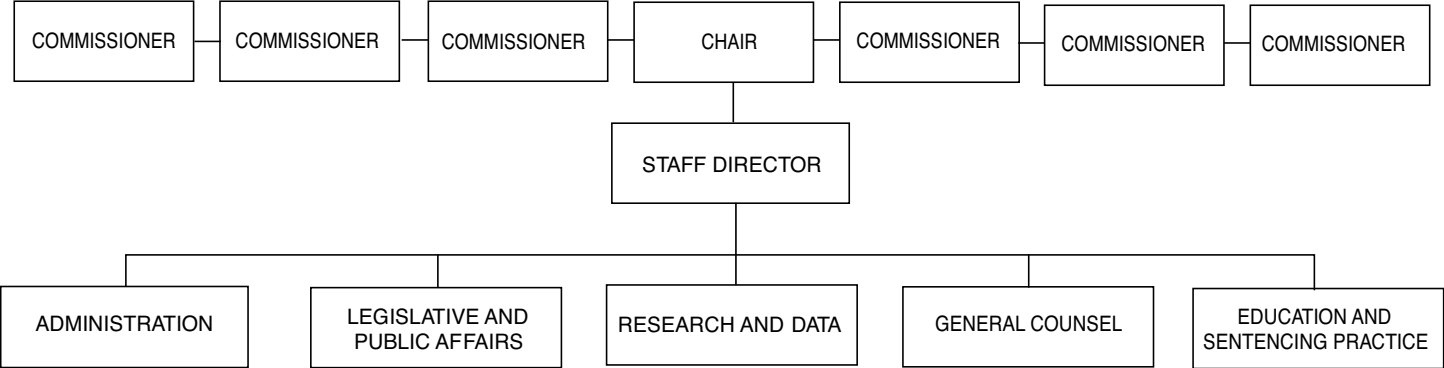 COMMISSIONER
COMMISSIONER
COMMISSIONER
CHAIR
COMMISSIONER
COMMISSIONER
COMMISSIONER
STAFF DIRECTOR
ADMINISTRATION
LEGISLATIVE AND
PUBLIC AFFAIRS
RESEARCH AND DATA
GENERAL COUNSEL
EDUCATION AND
SENTENCING PRACTICE